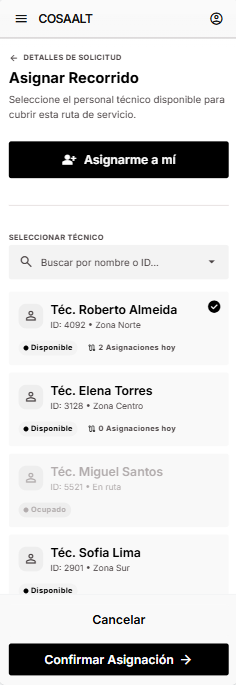 COSAALT
DETALLES DE SOLICITUD
Asignar Recorrido
Seleccione el personal técnico disponible para
cubrir esta ruta de servicio.
Asignarme a mí
SELECCIONAR TÉCNICO
Buscar por nombre o ID...
Téc. Roberto Almeida
ID: 4092 • Zona Norte
Disponible
2 Asignaciones hoy
Téc. Elena Torres
ID: 3128 • Zona Centro
Disponible
0 Asignaciones hoy
Téc. Miguel Santos
ID: 5521 • En ruta
Ocupado
Téc. Sofia Lima
ID: 2901 • Zona Sur
Disponible
Cancelar
Confirmar Asignación